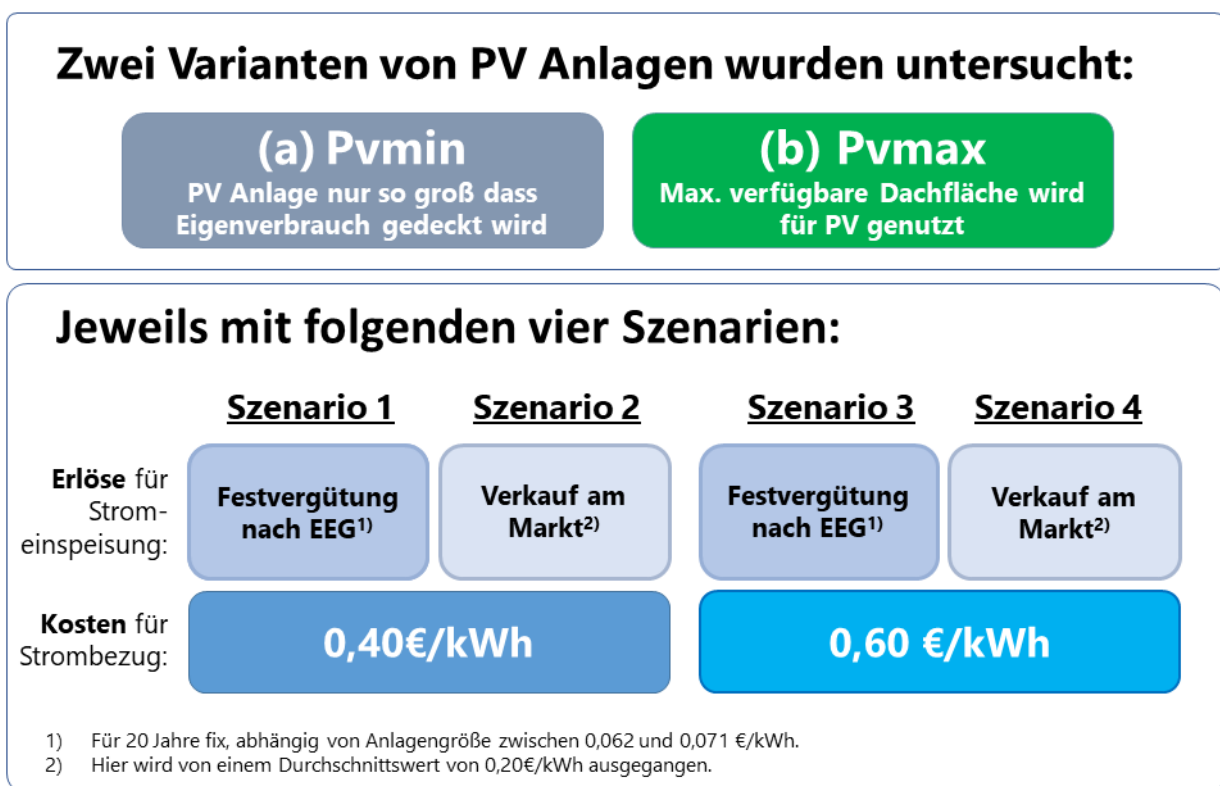 Zwei Varianten von PV Anlagen wurden untersucht:
(a) Pvmin
PV Anlage nur so groß dass
Eigenverbrauch gedeckt wird
(b) Pvmax
Max. verfügbare Dachfläche wird
für PV genutzt
Jeweils mit folgenden vier Szenarien:
Szenario 1
Szenario 2
Szenario 3
Szenario 4
Erlöse für
Strom-
einspeisung:
Festvergütung
nach EEG1)
Verkauf am
Markt2)
Festvergütung
nach EEG1)
Verkauf am
Markt2)
Kosten für
Strombezug:
0,40€/kWh
0,60 €/kWh
1) Für 20 Jahre fix, abhängig von Anlagengröße zwischen 0,062 und 0,071 €/kWh.
2) Hier wird von einem Durchschnittswert von 0,20€/kWh ausgegangen.